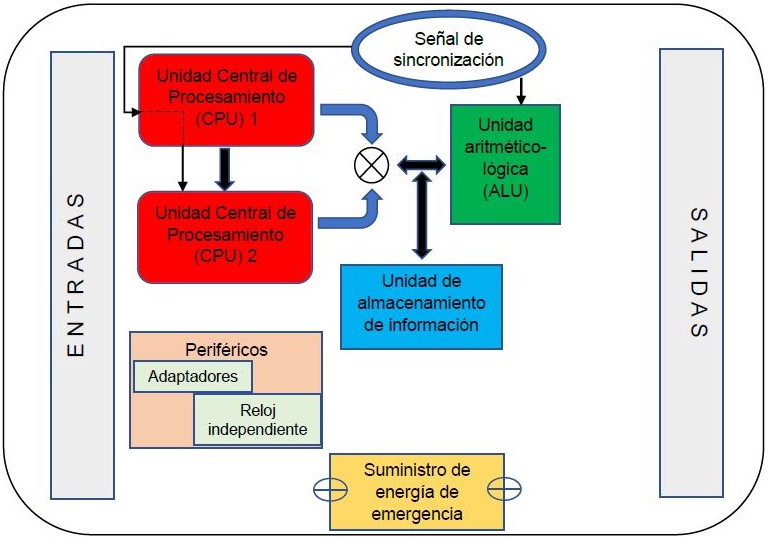 Señal de
sincronización
Unidad Central de
Procesamiento
(CPU) 1
Unidad
aritmético-
lógica
(ALU)
Unidad Central de
Procesamiento
(CPU) 2
ENTRADAS
SALIDAS
Unidad de
almacenamiento
de información
Periféricos
Adaptadores
Reloj
independiente
Suministro de
energía de
emergencia